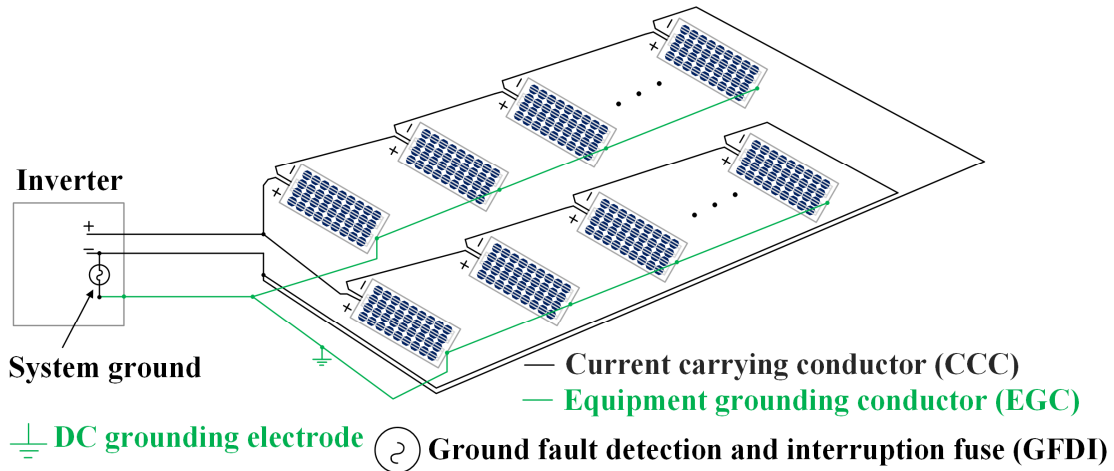 Inverter
+
−
System ground
− + − + − + − +
− + − + − + − +
Current carrying conductor (CCC)
Equipment grounding conductor (EGC)
DC grounding electrode
Ground fault detection and interruption fuse (GFDI)